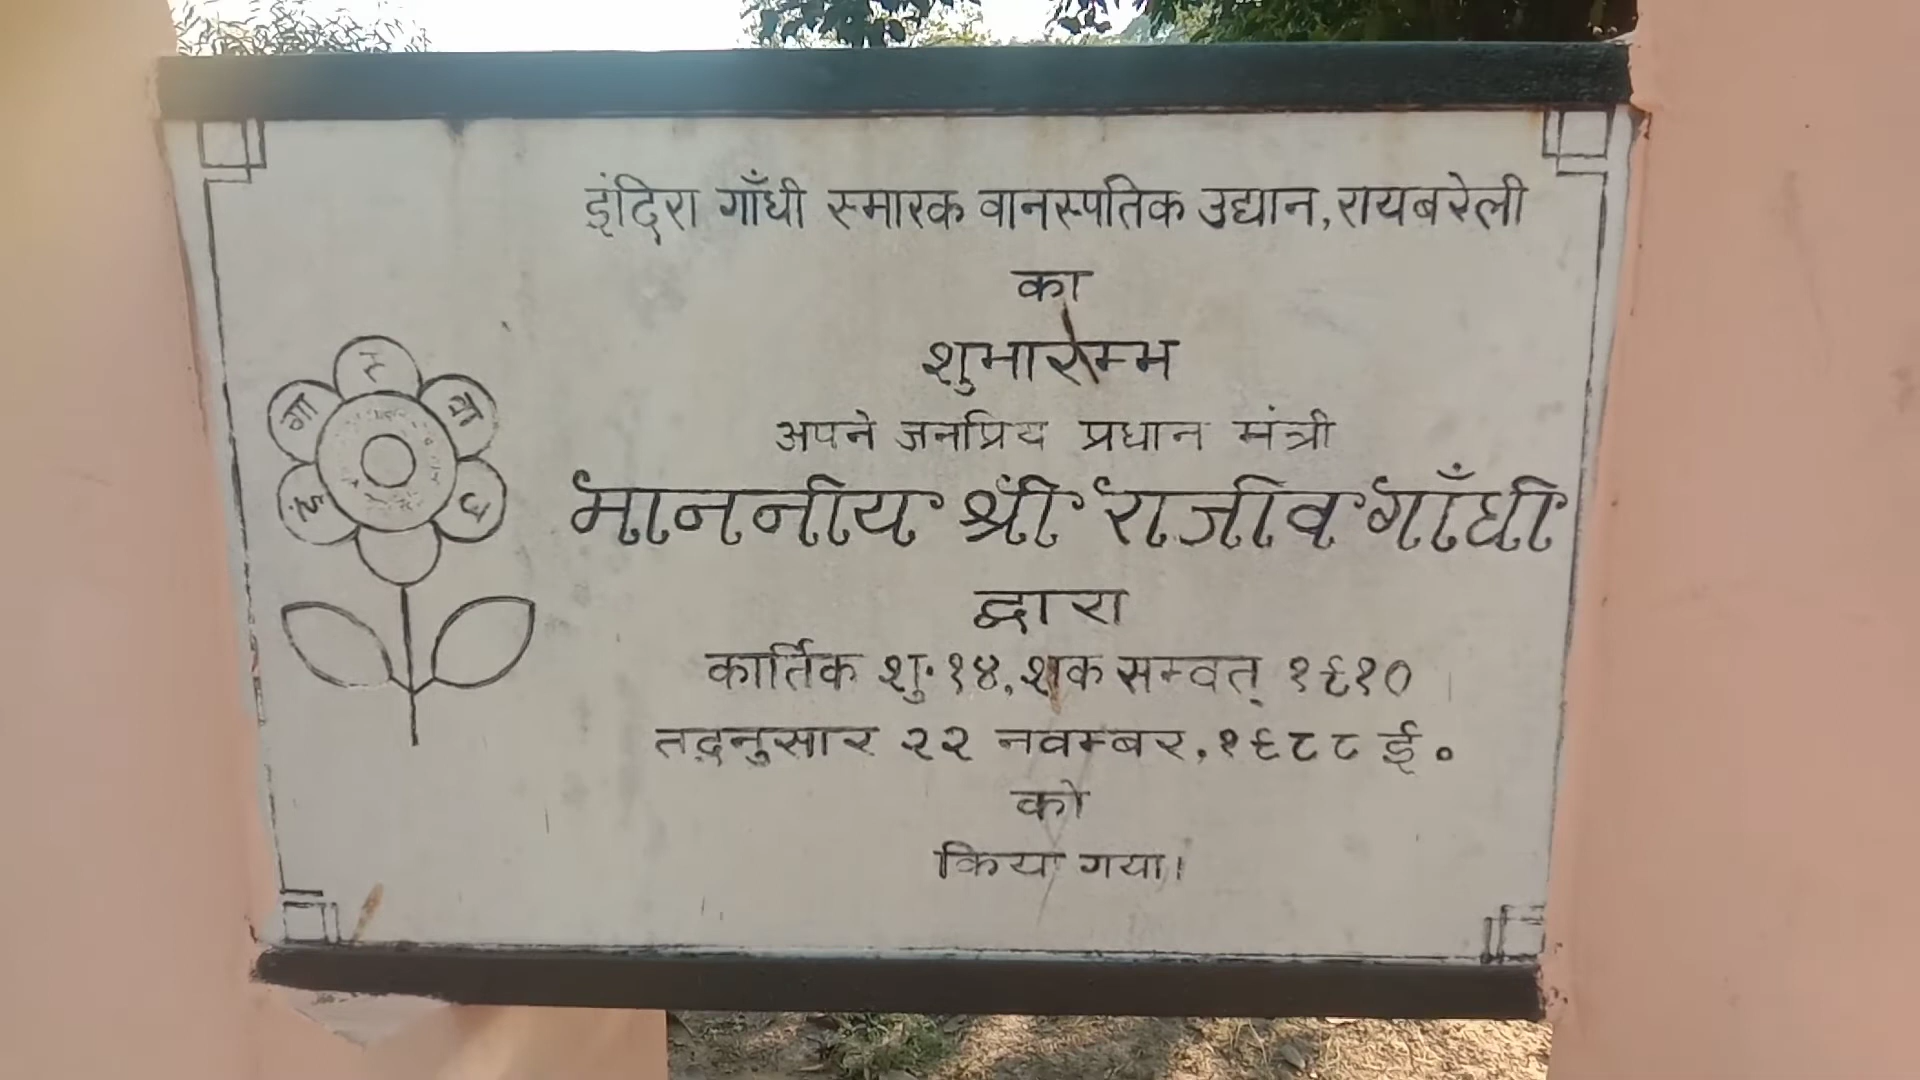 इंदिरा गाँधी स्मारक वानस्पतिक उद्यान, रायबरेली
का
शुभारम्भ
अपने जनप्रिय प्रधान मंत्री
माननीय श्री राजीव गाँधी
द्वारा
कार्तिक शु॰ १४, शक सम्वत् १९१०
तद्नुसार २२ नवम्बर, १९८८ ई॰
को
किया गया।